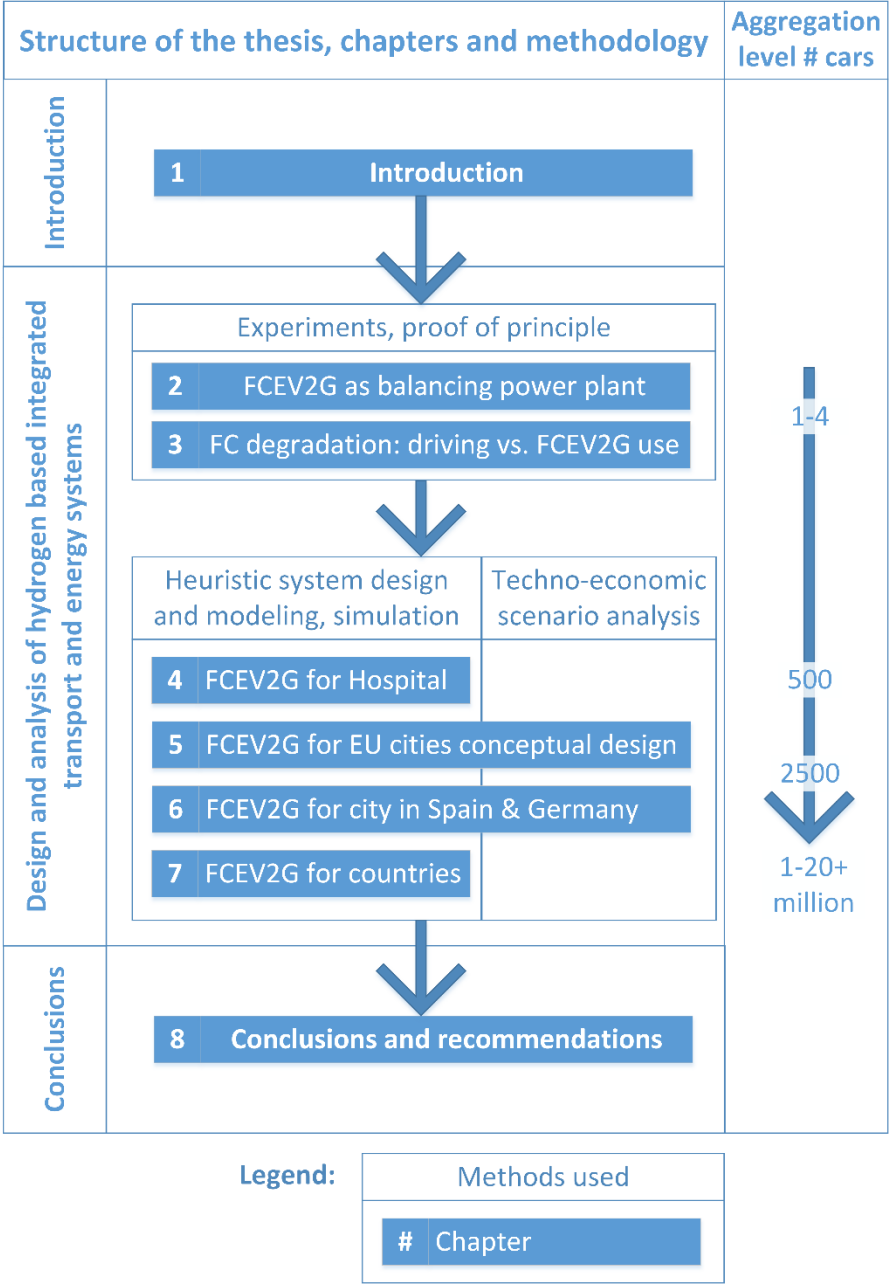 Structure of the thesis, chapters and methodology
Aggregation
level # cars
Introduction
1 Introduction
Design and analysis of hydrogen based integrated
transport and energy systems
Experiments, proof of principle
2 FCEV2G as balancing power plant
3 FC degradation: driving vs. FCEV2G use
1-4
Heuristic system design
and modeling, simulation
Techno-economic
scenario analysis
4 FCEV2G for Hospital
500
5 FCEV2G for EU cities conceptual design
2500
6 FCEV2G for city in Spain & Germany
7 FCEV2G for countries
1-20+
million
Conclusions
8 Conclusions and recommendations
Legend:
Methods used
# Chapter